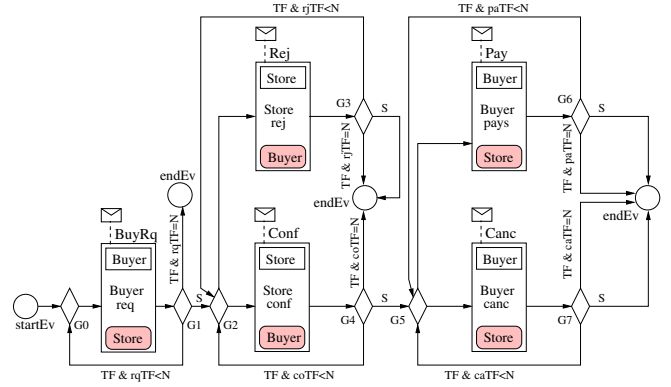 TF & rjTF<N
TF & paTF<N
Rej
Store
Store
rej
Buyer
G3
S
TF & rjTF=N
Pay
Buyer
Buyer
pays
Store
G6
S
TF & paTF=N
endEv
TF & rqTF=N
endEv
TF & coTF=N
endEv
TF & caTF=N
BuyRq
Buyer
Buyer
req
Store
Conf
Store
Store
conf
Buyer
Canc
Buyer
Buyer
canc
Store
startEv
G0
G1
S
G2
G4
S
G5
G7
S
TF & rqTF<N
TF & coTF<N
TF & caTF<N